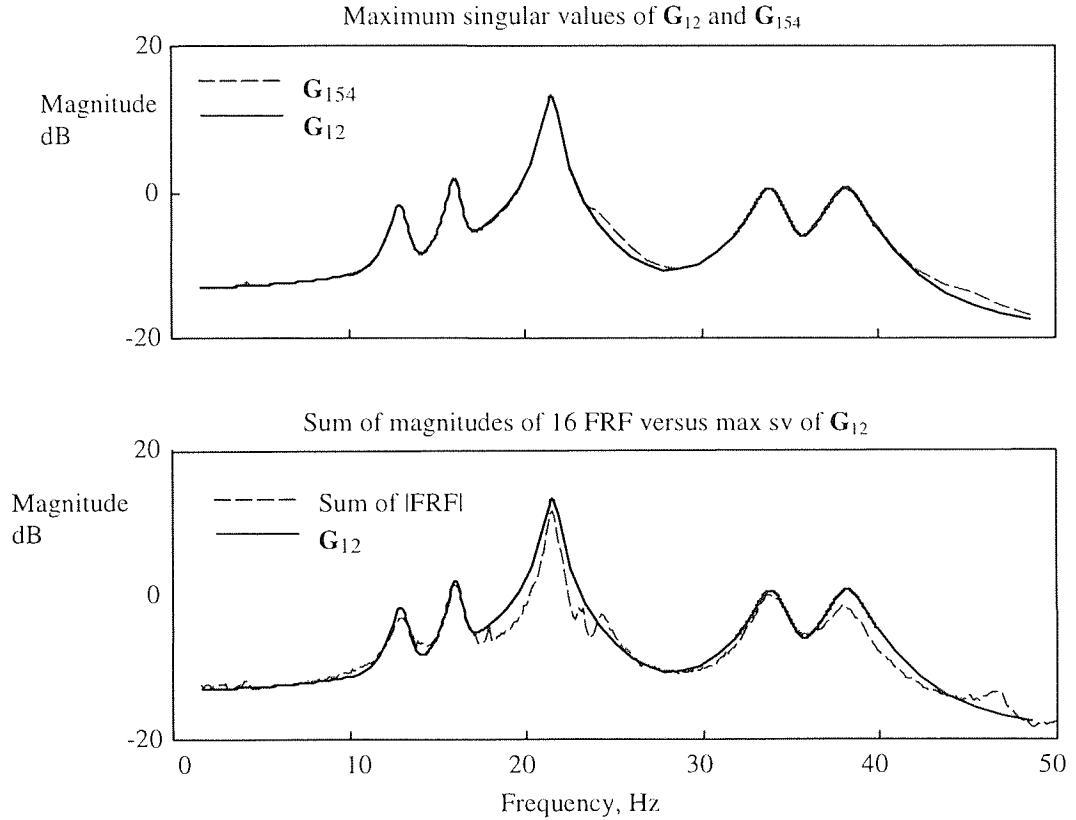 Maximum singular values of G12 and G154
20
G154
Magnitude
dB
G12
0
-20
Sum of magnitudes of 16 FRF versus max sv of G12
20
Magnitude
dB
Sum of |FRF|
G12
0
-20
0 10 20 30 40 50
Frequency, Hz